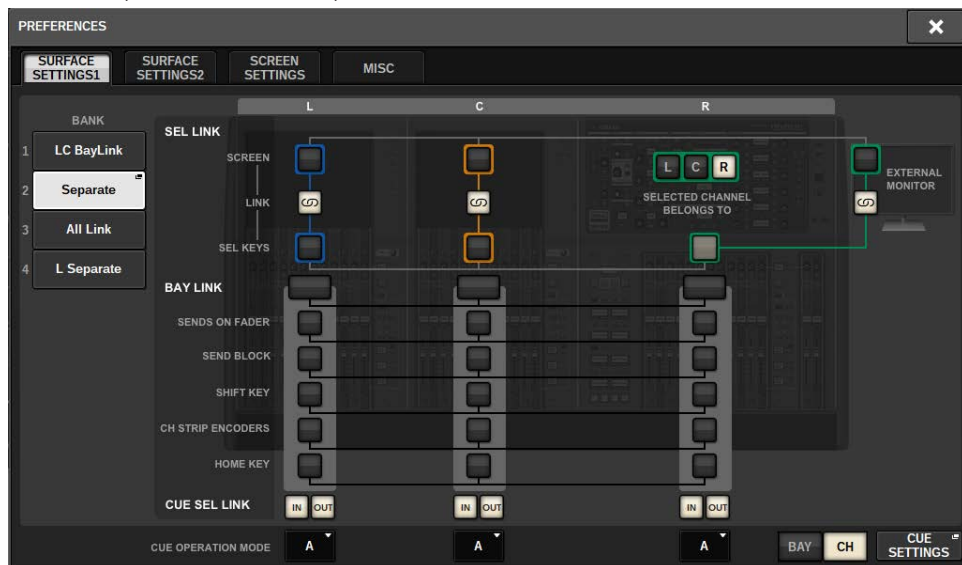 PREFERENCES
SURFACE SETTINGS1
SURFACE SETTINGS2
SCREEN SETTINGS
MISC
L
C
R
BANK
1 LC BayLink
2 Separate
3 All Link
4 L Separate
SEL LINK
SCREEN
L C R
EXTERNAL
MONITOR
LINK
SELECTED CHANNEL
BELONGS TO
SEL KEYS
BAY LINK
SENDS ON FADER
SEND BLOCK
SHIFT KEY
CH STRIP ENCODERS
HOME KEY
CUE SEL LINK
IN OUT
IN OUT
IN OUT
CUE OPERATION MODE
A
A
A
BAY CH
CUE
SETTINGS